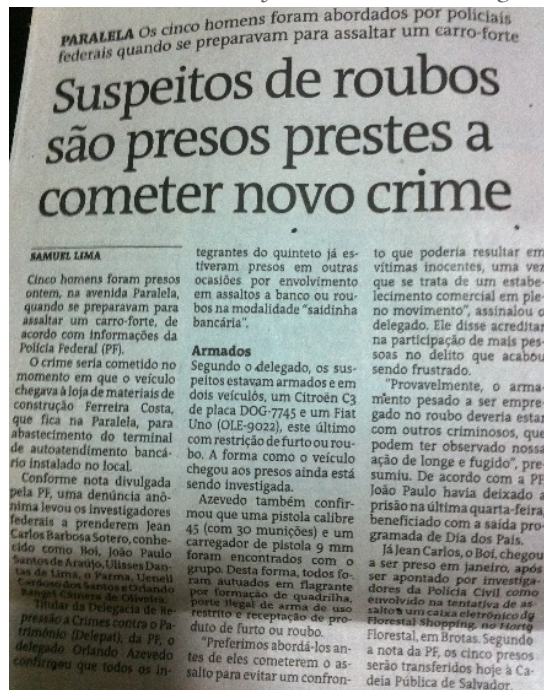 PARALELA Os cinco homens foram abordados por policiais
federais quando se preparavam para assaltar um carro-forte
Suspeitos de roubos
são presos prestes a
cometer novo crime
SAMUEL LIMA
Cinco homens foram presos
ontem, na avenida Paralela,
quando se preparavam para
assaltar um carro-forte, de
acordo com informações da
Polícia Federal (PF).
O crime seria cometido no
momento em que o veículo
chegava à loja de materiais de
construção Ferreira Costa,
que fica na Paralela, para
abastecimento do terminal
de autoatendimento bancá-
rio instalado no local.
Conforme nota divulgada
pela PF, uma denúncia anô-
nima levou os investigadores
federais a prenderem Jean
Carlos Barbosa Sotero, conhe-
cido como Boi, João Paulo
Santos de Araújo, Ulisses Dan-
tas de Lima, o Parma, Uenell
Cardoso dos Santos e Orlando
Rangel Câmara de Oliveira.
Titular da Delegacia de Re-
pressão a Crimes contra o Pa-
trimônio (Delepat), da PF, o
delegado Orlando Azevedo
confirmou que todos os in-
tegrantes do quinteto já es-
tiveram presos em outras
ocasiões por envolvimento
em assaltos a banco ou rou-
bos na modalidade "saidinha
bancária".
Armados
Segundo o delegado, os sus-
peitos estavam armados e em
dois veículos, um Citroën C3
de placa DOG-7745 e um Fiat
Uno (OLE-9022), este último
com restrição de furto ou rou-
bo. A forma como o veículo
chegou aos presos ainda está
sendo investigada.
Azevedo também confir-
mou que uma pistola calibre
45 (com 30 munições) e um
carregador de pistola 9 mm
foram encontrados com o
grupo. Desta forma, todos fo-
ram autuados em flagrante
por formação de quadrilha,
porte ilegal de arma de uso
restrito e receptação de pro-
duto de furto ou roubo.
"Preferimos abordá-los an-
tes de eles cometerem o as-
salto para evitar um confron-
to que poderia resultar em
vítimas inocentes, uma vez
que se trata de um estabe-
lecimento comercial em ple-
no movimento", assinalou o
delegado. Ele disse acreditar
na participação de mais pes-
soas no delito que acabou
sendo frustrado.
"Provavelmente, o arma-
mento pesado a ser empre-
gado no roubo deveria estar
com outros criminosos, que
podem ter observado nossa
ação de longe e fugido", pre-
sumiu. De acordo com a PF,
João Paulo havia deixado a
prisão na última quarta-feira,
beneficiado com a saída pro-
gramada de Dia dos Pais.
Já Jean Carlos, o Boi, chegou
a ser preso em janeiro, após
ser apontado por investiga-
dores da Polícia Civil como
envolvido na tentativa de as-
salto a um caixa eletrônico do
Florestal Shopping, no Horto
Florestal, em Brotas. Segundo
a nota da PF, os cinco presos
serão transferidos hoje à Ca-
deia Pública de Salvador.